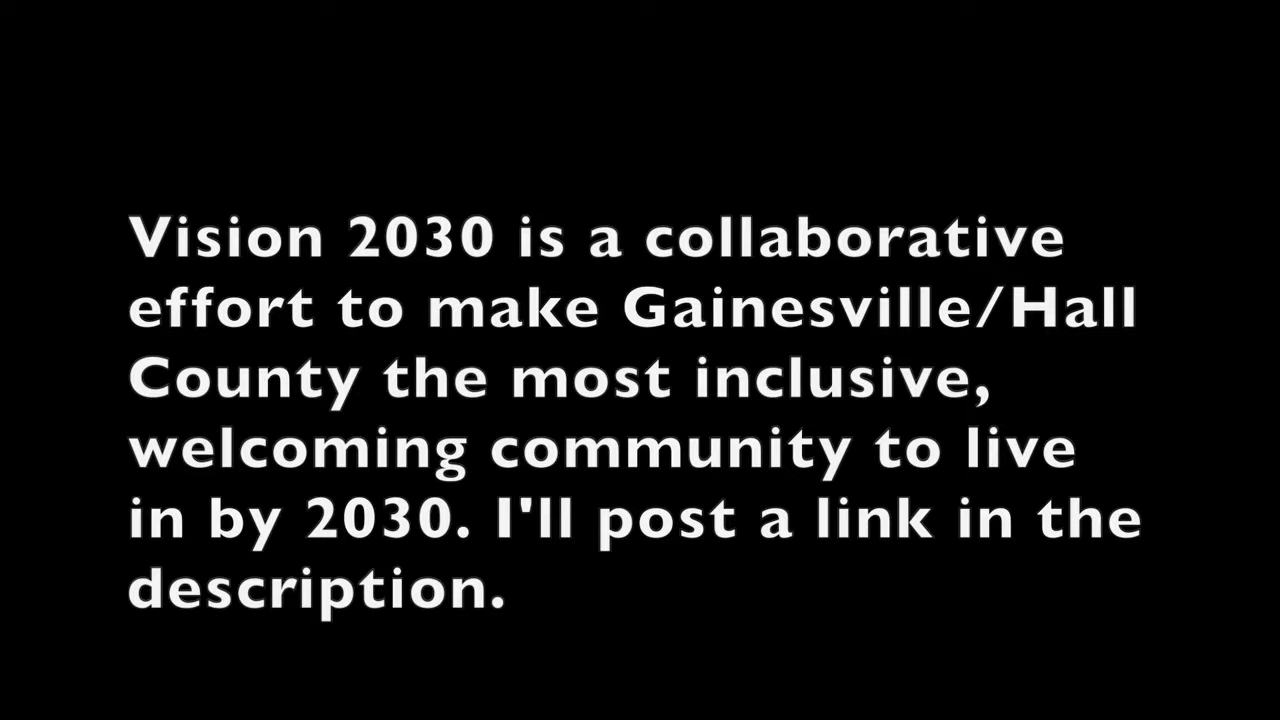 Vision 2030 is a collaborative
effort to make Gainesville/Hall
County the most inclusive,
welcoming community to live
in by 2030. I'll post a link in the
description.